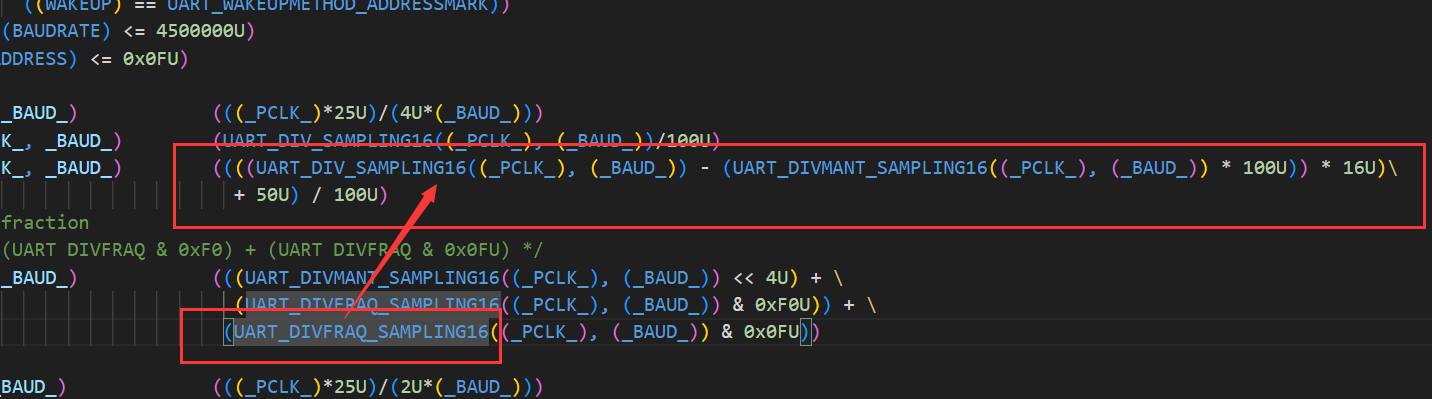 ((WAKEUP) == UART_WAKEUPMETHOD_ADDRESSMARK))
(BAUDRATE) <= 4500000U)
ADDRESS) <= 0x0FU)
_BAUD_) (((_PCLK_)*25U)/(4U*(_BAUD_)))
K_, _BAUD_) (UART_DIV_SAMPLING16((_PCLK_), (_BAUD_))/100U)
K_, _BAUD_) ((((UART_DIV_SAMPLING16((_PCLK_), (_BAUD_)) - (UART_DIVMANT_SAMPLING16((_PCLK_), (_BAUD_)) * 100U)) * 16U)\
+ 50U) / 100U)
fraction
(UART DIVFRAQ & 0xF0) + (UART DIVFRAQ & 0x0FU) */
_BAUD_) (((UART_DIVMANT_SAMPLING16((_PCLK_), (_BAUD_)) << 4U) + \
(UART_DIVFRAQ_SAMPLING16((_PCLK_), (_BAUD_)) & 0xF0U)) + \
(UART_DIVFRAQ_SAMPLING16((_PCLK_), (_BAUD_)) & 0x0FU))
BAUD_) (((_PCLK_)*25U)/(2U*(_BAUD_)))